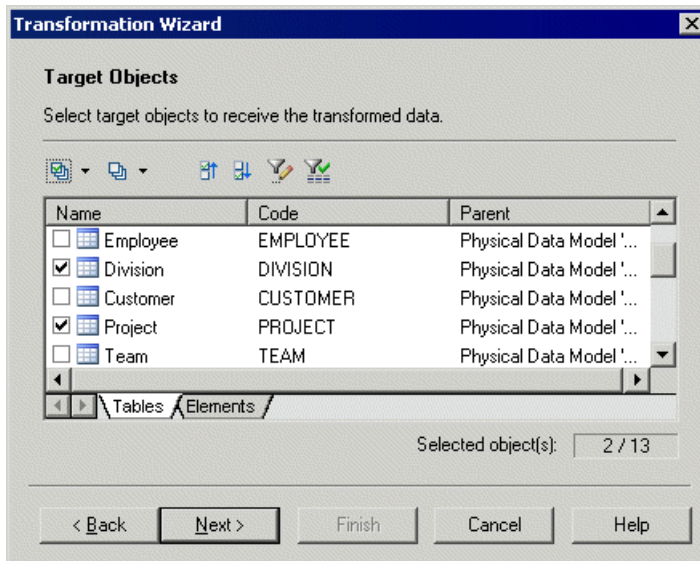 Transformation Wizard
Target Objects
Select target objects to receive the transformed data.
Name Code Parent
Employee EMPLOYEE Physical Data Model '...
Division DIVISION Physical Data Model '...
Customer CUSTOMER Physical Data Model '...
Project PROJECT Physical Data Model '...
Team TEAM Physical Data Model '...
Tables Elements
Selected object(s): 2 / 13
< Back Next > Finish Cancel Help